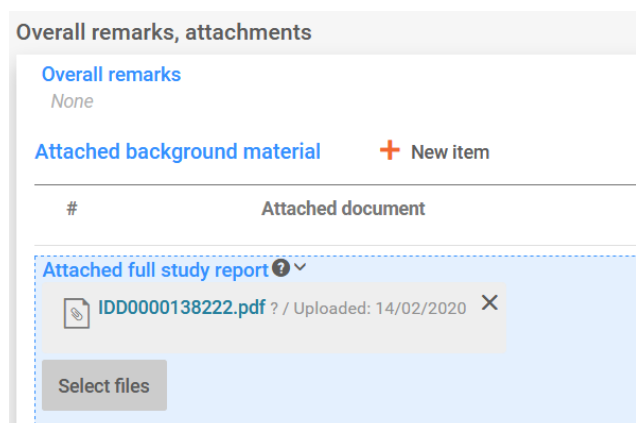 Overall remarks, attachments
Overall remarks
None
Attached background material + New item
# Attached document
Attached full study report ?
IDD0000138222.pdf ? / Uploaded: 14/02/2020 ×
Select files